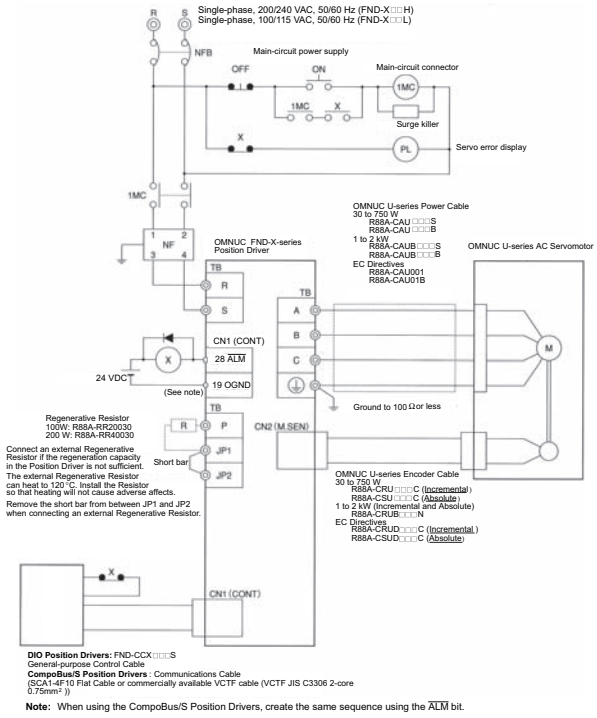 R
S
Single-phase, 200/240 VAC, 50/60 Hz (FND-X□□H)
Single-phase, 100/115 VAC, 50/60 Hz (FND-X□□L)
NFB
Main-circuit power supply
Main-circuit connector
OFF
ON
1MC
1MC
X
Surge killer
X
PL
Servo error display
1MC
1
2
NF
3
4
OMNUC FND-X-series
Position Driver
OMNUC U-series Power Cable
30 to 750 W
R88A-CAU□□□S
R88A-CAU□□□B
1 to 2 kW
R88A-CAUB□□□S
R88A-CAUB□□□B
EC Directives
R88A-CAU001
R88A-CAU01B
OMNUC U-series AC Servomotor
TB
R
S
TB
A
B
C
M
CN1 (CONT)
X
28 ALM
24 VDC
19 OGND
(See note)
Ground to 100 Ω or less
Regenerative Resistor
100W: R88A-RR20030
200 W: R88A-RR40030
TB
R
P
JP1
JP2
Short bar
CN2 (M.SEN)
Connect an external Regenerative
Resistor if the regeneration capacity
in the Position Driver is not sufficient.
The external Regenerative Resistor
can heat to 120°C. Install the Resistor
so that heating will not cause adverse affects.
Remove the short bar from between JP1 and JP2
when connecting an external Regenerative Resistor.
OMNUC U-series Encoder Cable
30 to 750 W
R88A-CRU□□□C (Incremental)
R88A-CSU□□□C (Absolute)
1 to 2 kW (Incremental and Absolute)
R88A-CRUB□□□N
EC Directives
R88A-CRUD□□□C (Incremental)
R88A-CSUD□□□C (Absolute)
X
CN1 (CONT)
DIO Position Drivers: FND-CCX□□□S
General-purpose Control Cable
CompoBus/S Position Drivers : Communications Cable
(SCA1-4F10 Flat Cable or commercially available VCTF cable (VCTF JIS C3306 2-core
0.75mm² ))
Note: When using the CompoBus/S Position Drivers, create the same sequence using the ALM bit.